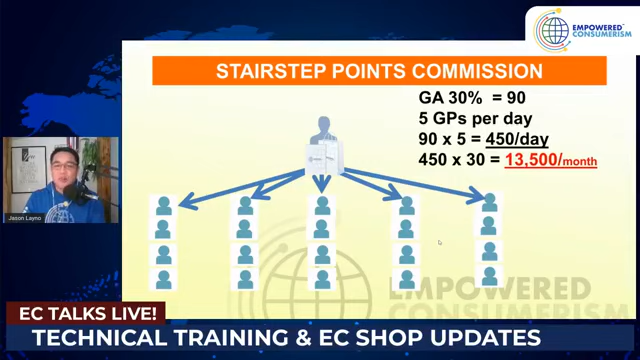 EMPOWERED
CONSUMERISM
STAIRSTEP POINTS COMMISSION
GA 30% = 90
5 GPs per day
90 x 5 = 450/day
450 x 30 = 13,500/month
Jason Layno
EMPOWERED
CONSUMERISM
EC TALKS LIVE!
TECHNICAL TRAINING & EC SHOP UPDATES